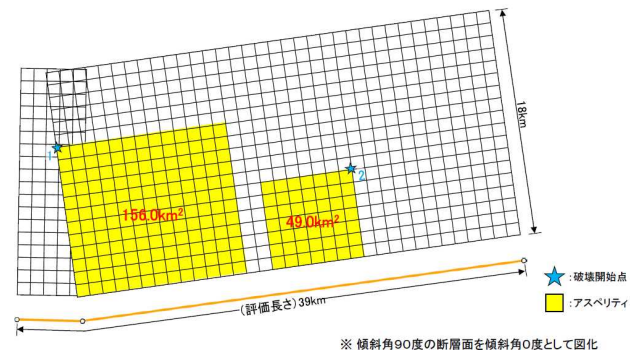 18km
1
2
156.0km²
49.0km²
(評価長さ)39km
:破壊開始点
:アスペリティ
※ 傾斜角90度の断層面を傾斜角0度として図化